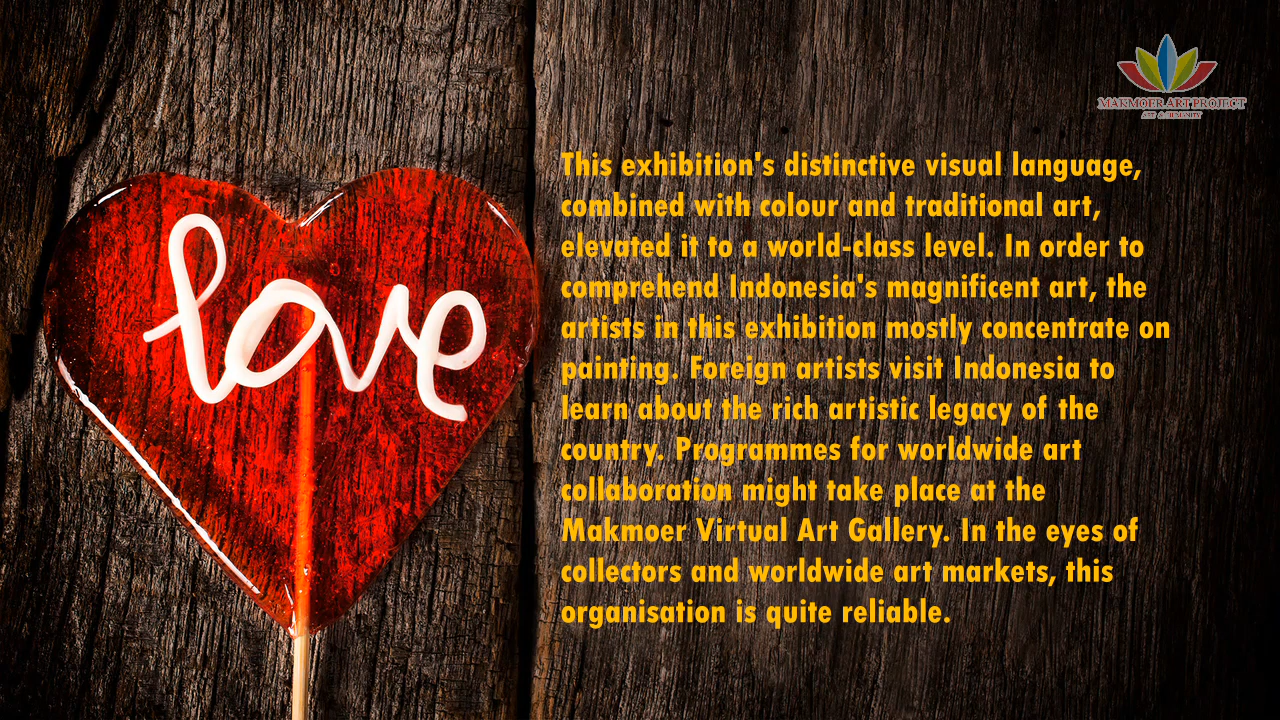 MAKMOER ART PROJECT
love
This exhibition's distinctive visual language,
combined with colour and traditional art,
elevated it to a world-class level. In order to
comprehend Indonesia's magnificent art, the
artists in this exhibition mostly concentrate on
painting. Foreign artists visit Indonesia to
learn about the rich artistic legacy of the
country. Programmes for worldwide art
collaboration might take place at the
Makmoer Virtual Art Gallery. In the eyes of
collectors and worldwide art markets, this
organisation is quite reliable.